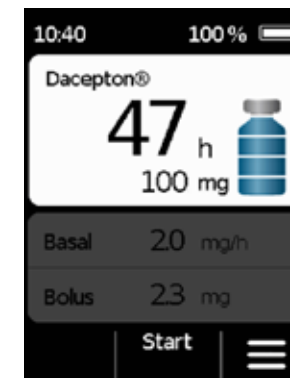 10:40 100 %
Dacepton®
47 h
100 mg
Basal 2.0 mg/h
Bolus 2.3 mg
Start